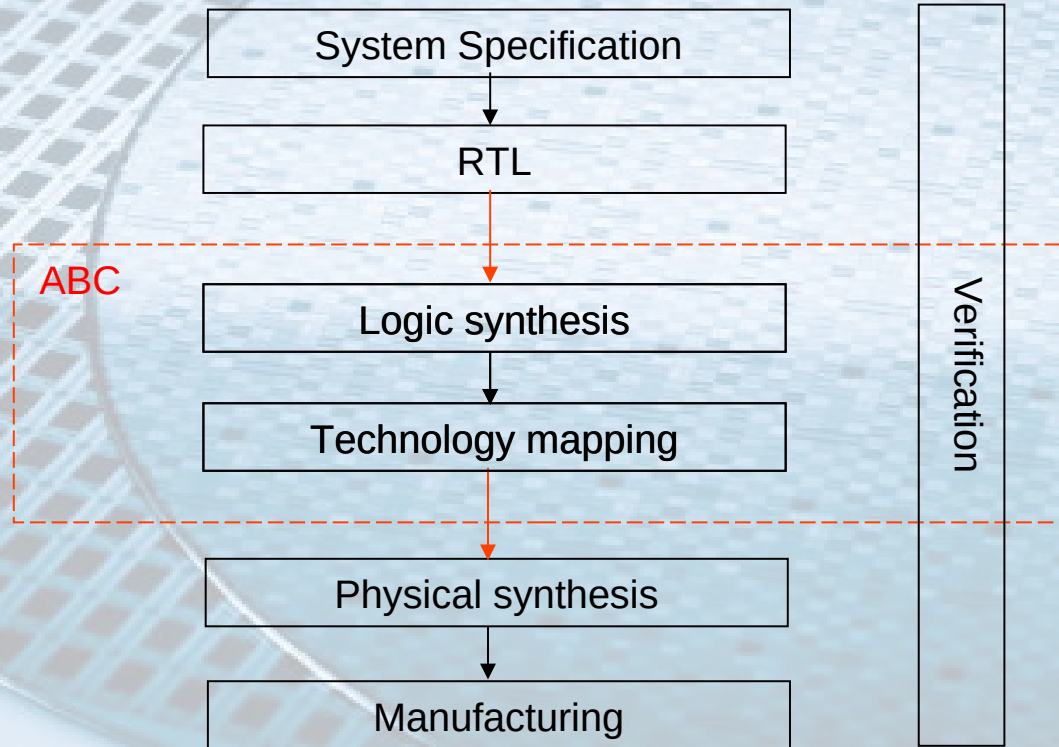 System Specification
RTL
ABC
Logic synthesis
Technology mapping
Verification
Physical synthesis
Manufacturing